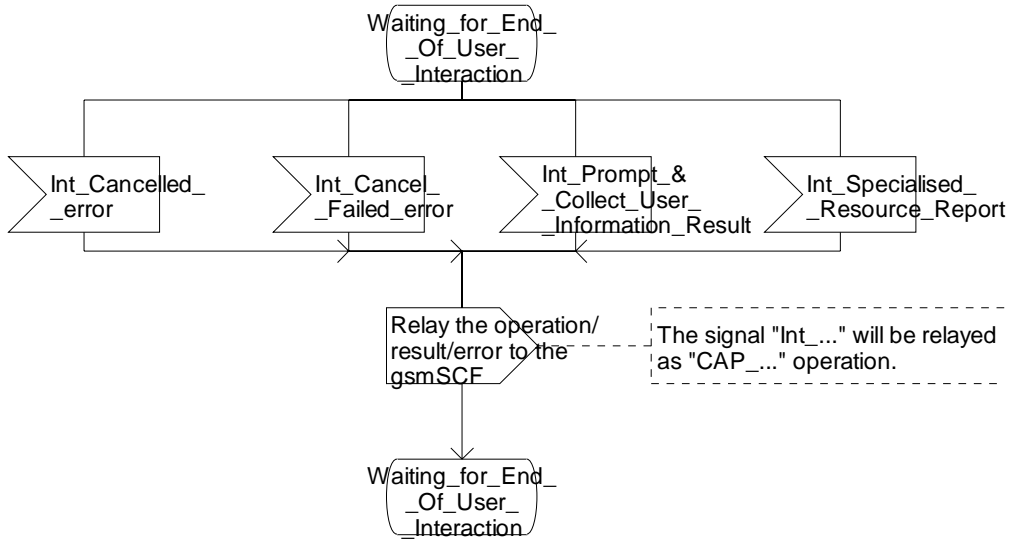 Waiting_for_End_
_Of_User_
_Interaction
Int_Cancelled_
_error
Int_Cancel_
_Failed_error
Int_Prompt_&
_Collect_User_
_Information_Result
Int_Specialised_
_Resource_Report
Relay the operation/
result/error to the
gsmSCF
The signal "Int_..." will be relayed
as "CAP_..." operation.
Waiting_for_End_
_Of_User_
_Interaction